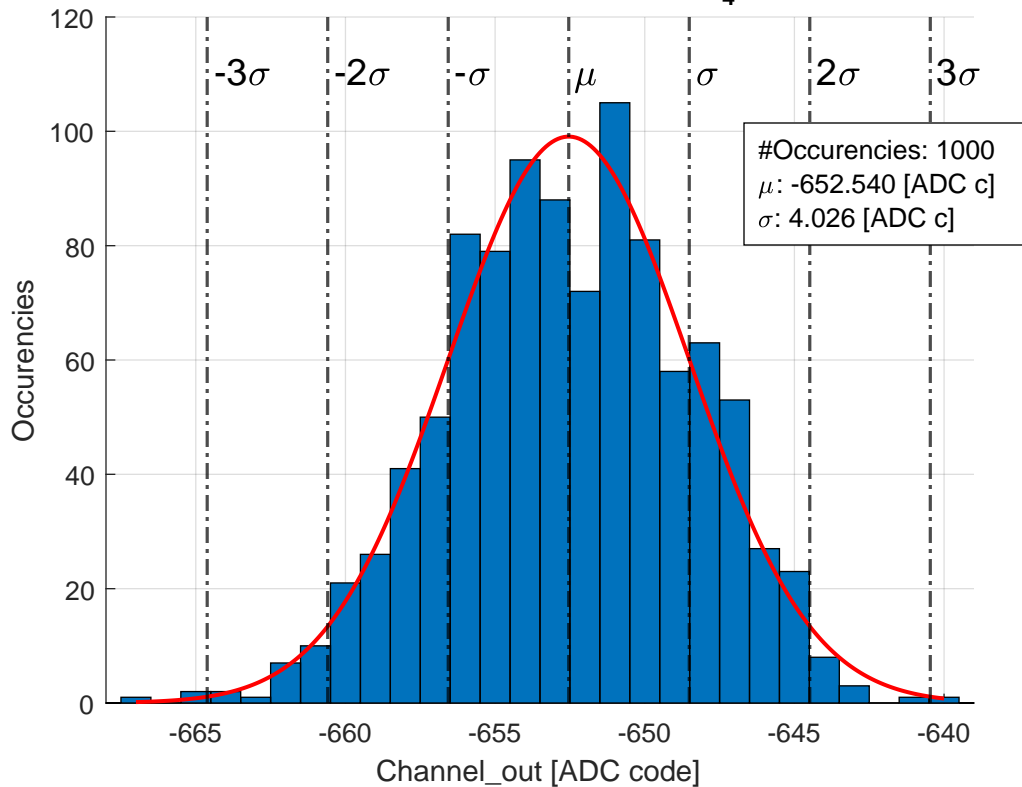 4
120
-3σ -2σ -σ μ σ 2σ 3σ
100
#Occurencies: 1000
μ: -652.540 [ADC c]
σ: 4.026 [ADC c]
80
60
40
20
0
Occurencies
-665 -660 -655 -650 -645 -640
Channel_out [ADC code]